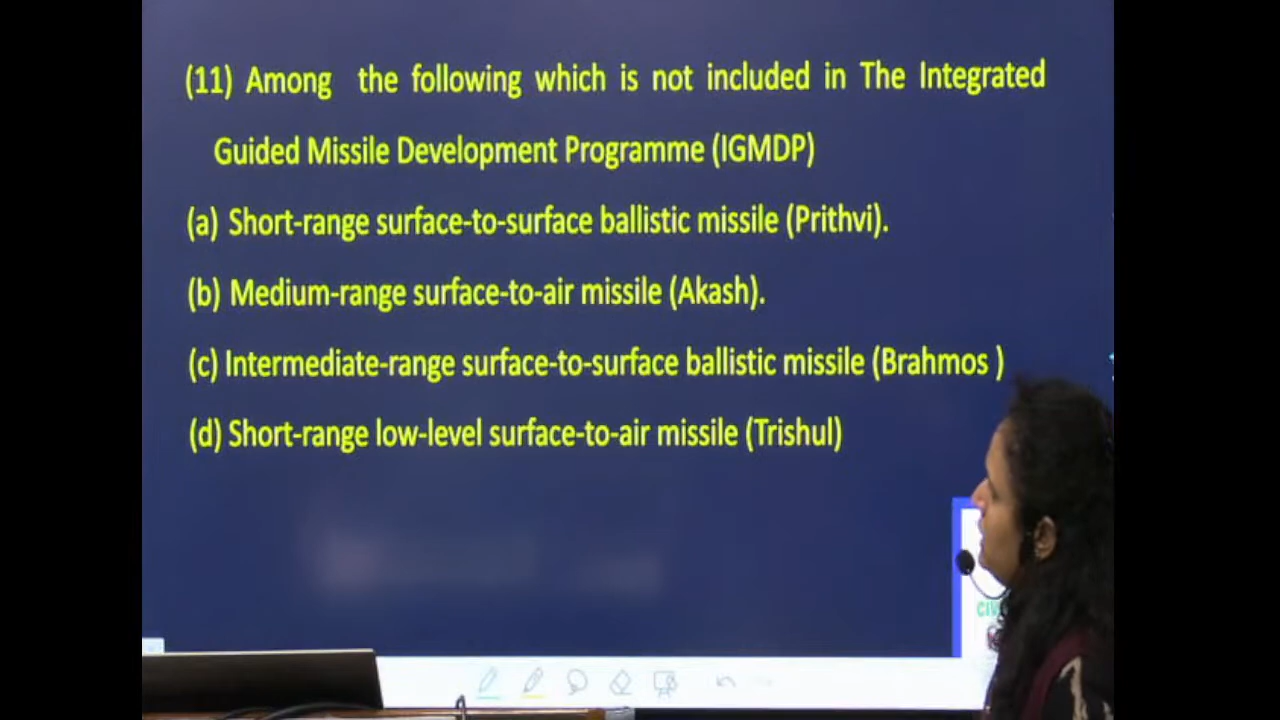 (11) Among the following which is not included in The Integrated
Guided Missile Development Programme (IGMDP)
(a) Short-range surface-to-surface ballistic missile (Prithvi).
(b) Medium-range surface-to-air missile (Akash).
(c) Intermediate-range surface-to-surface ballistic missile (Brahmos )
(d) Short-range low-level surface-to-air missile (Trishul)